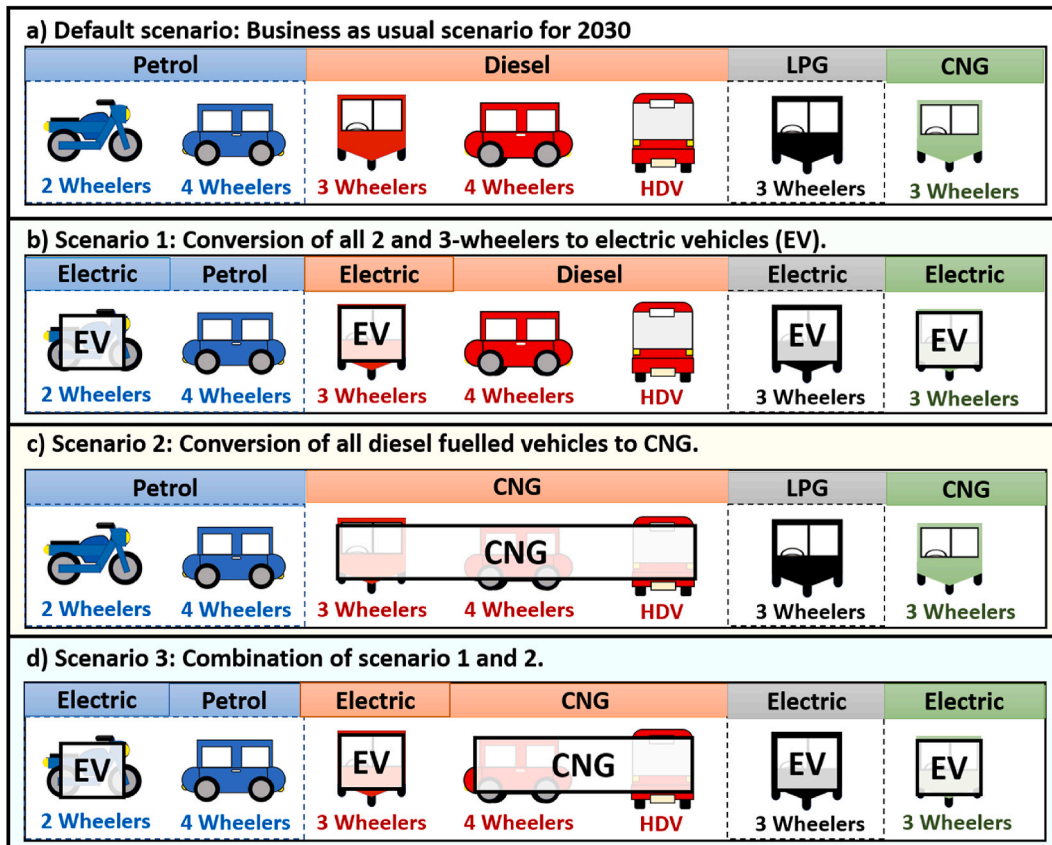 a) Default scenario: Business as usual scenario for 2030
Petrol Diesel LPG CNG
2 Wheelers 4 Wheelers 3 Wheelers 4 Wheelers HDV 3 Wheelers 3 Wheelers
b) Scenario 1: Conversion of all 2 and 3-wheelers to electric vehicles (EV).
Electric Petrol Electric Diesel Electric Electric
EV EV EV EV
2 Wheelers 4 Wheelers 3 Wheelers 4 Wheelers HDV 3 Wheelers 3 Wheelers
c) Scenario 2: Conversion of all diesel fuelled vehicles to CNG.
Petrol CNG LPG CNG
CNG
2 Wheelers 4 Wheelers 3 Wheelers 4 Wheelers HDV 3 Wheelers 3 Wheelers
d) Scenario 3: Combination of scenario 1 and 2.
Electric Petrol Electric CNG Electric Electric
EV EV CNG EV EV
2 Wheelers 4 Wheelers 3 Wheelers 4 Wheelers HDV 3 Wheelers 3 Wheelers